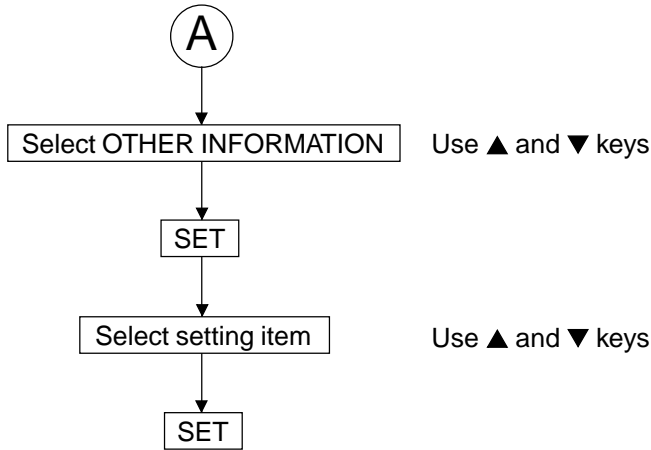 A
Select OTHER INFORMATION Use ▲ and ▼ keys
SET
Select setting item Use ▲ and ▼ keys
SET